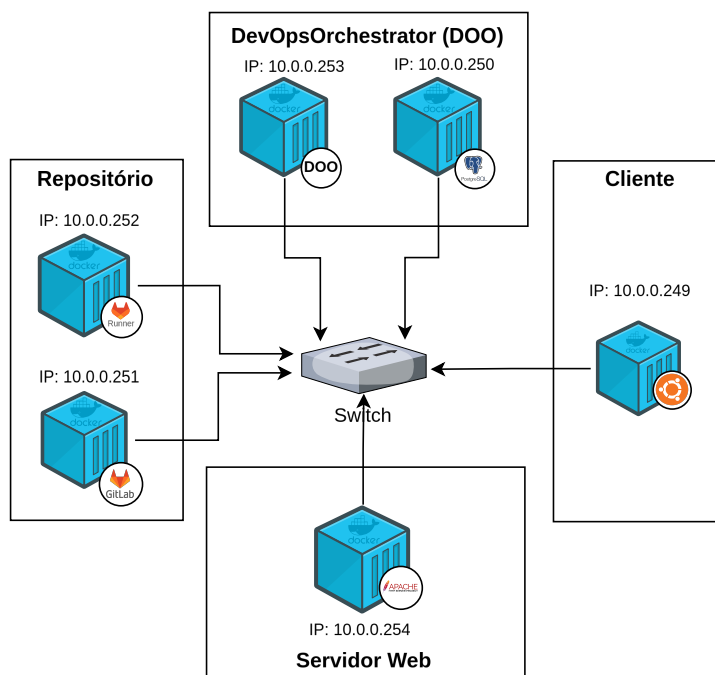 DevOpsOrchestrator (DOO)
IP: 10.0.0.253
IP: 10.0.0.250
docker
docker
DOO
PostgreSQL
Repositório
IP: 10.0.0.252
docker
Runner
IP: 10.0.0.251
docker
GitLab
Cliente
IP: 10.0.0.249
docker
Switch
docker
APACHE
IP: 10.0.0.254
Servidor Web